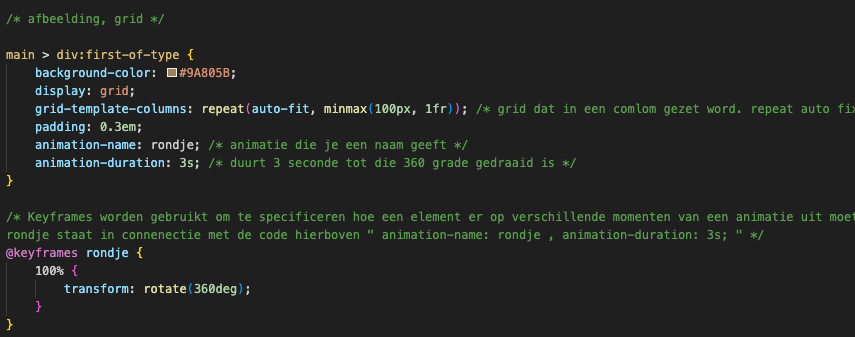 /* afbeelding, grid */
main > div:first-of-type {
background-color: #9A805B;
display: grid;
grid-template-columns: repeat(auto-fit, minmax(100px, 1fr)); /* grid dat in een comlom gezet word. repeat auto fix
padding: 0.3em;
animation-name: rondje; /* animatie die je een naam geeft */
animation-duration: 3s; /* duurt 3 seconde tot die 360 grade gedraaid is */
}
/* Keyframes worden gebruikt om te specificeren hoe een element er op verschillende momenten van een animatie uit moet
rondje staat in connenectie met de code hierboven " animation-name: rondje , animation-duration: 3s; " */
@keyframes rondje {
100% {
transform: rotate(360deg);
}
}